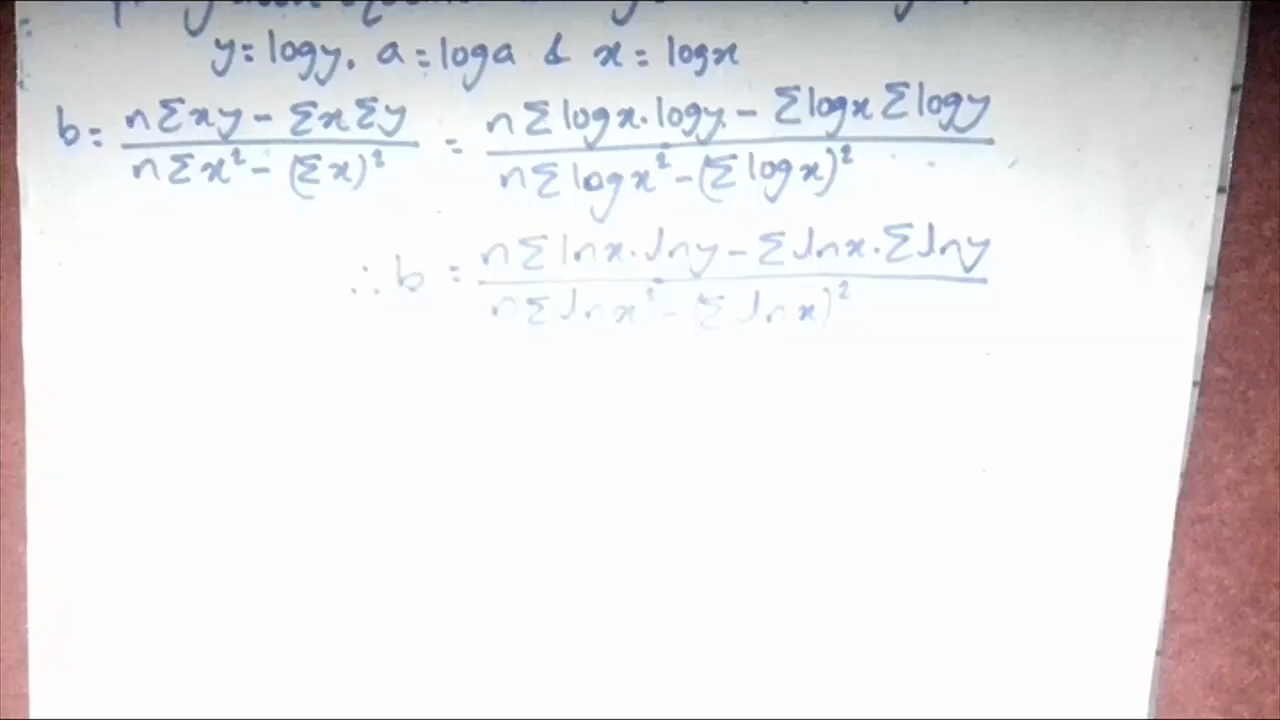 y = logy, a = loga & x = logx
b = nΣxy - ΣxΣy / nΣx² - (Σx)² = nΣlogx.logy - ΣlogxΣlogy / nΣlogx² - (Σlogx)²
∴ b = nΣlnx.lny - Σlnx.Σlny / nΣlnx² - (Σlnx)²